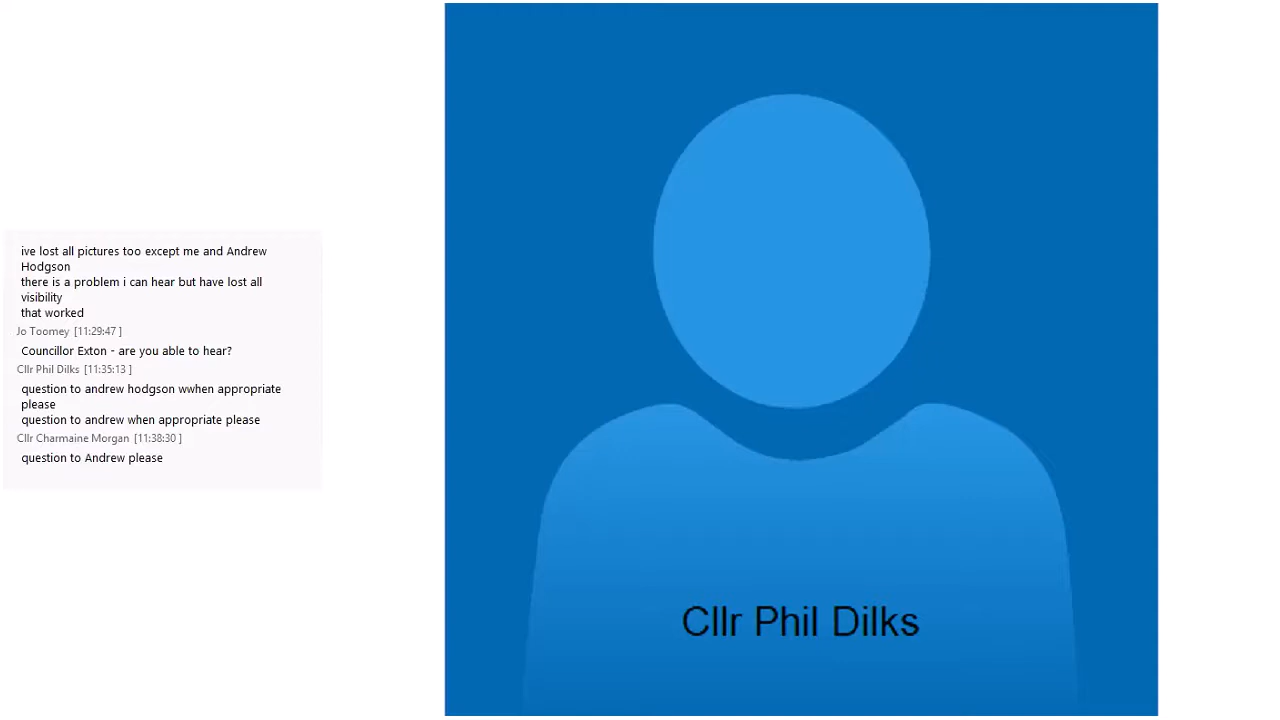 ive lost all pictures too except me and Andrew
Hodgson
there is a problem i can hear but have lost all
visibility
that worked
Jo Toomey [11:29:47 ]
Councillor Exton - are you able to hear?
Cllr Phil Dilks [11:35:13 ]
question to andrew hodgson wwhen appropriate
please
question to andrew when appropriate please
Cllr Charmaine Morgan [11:38:30 ]
question to Andrew please
Cllr Phil Dilks